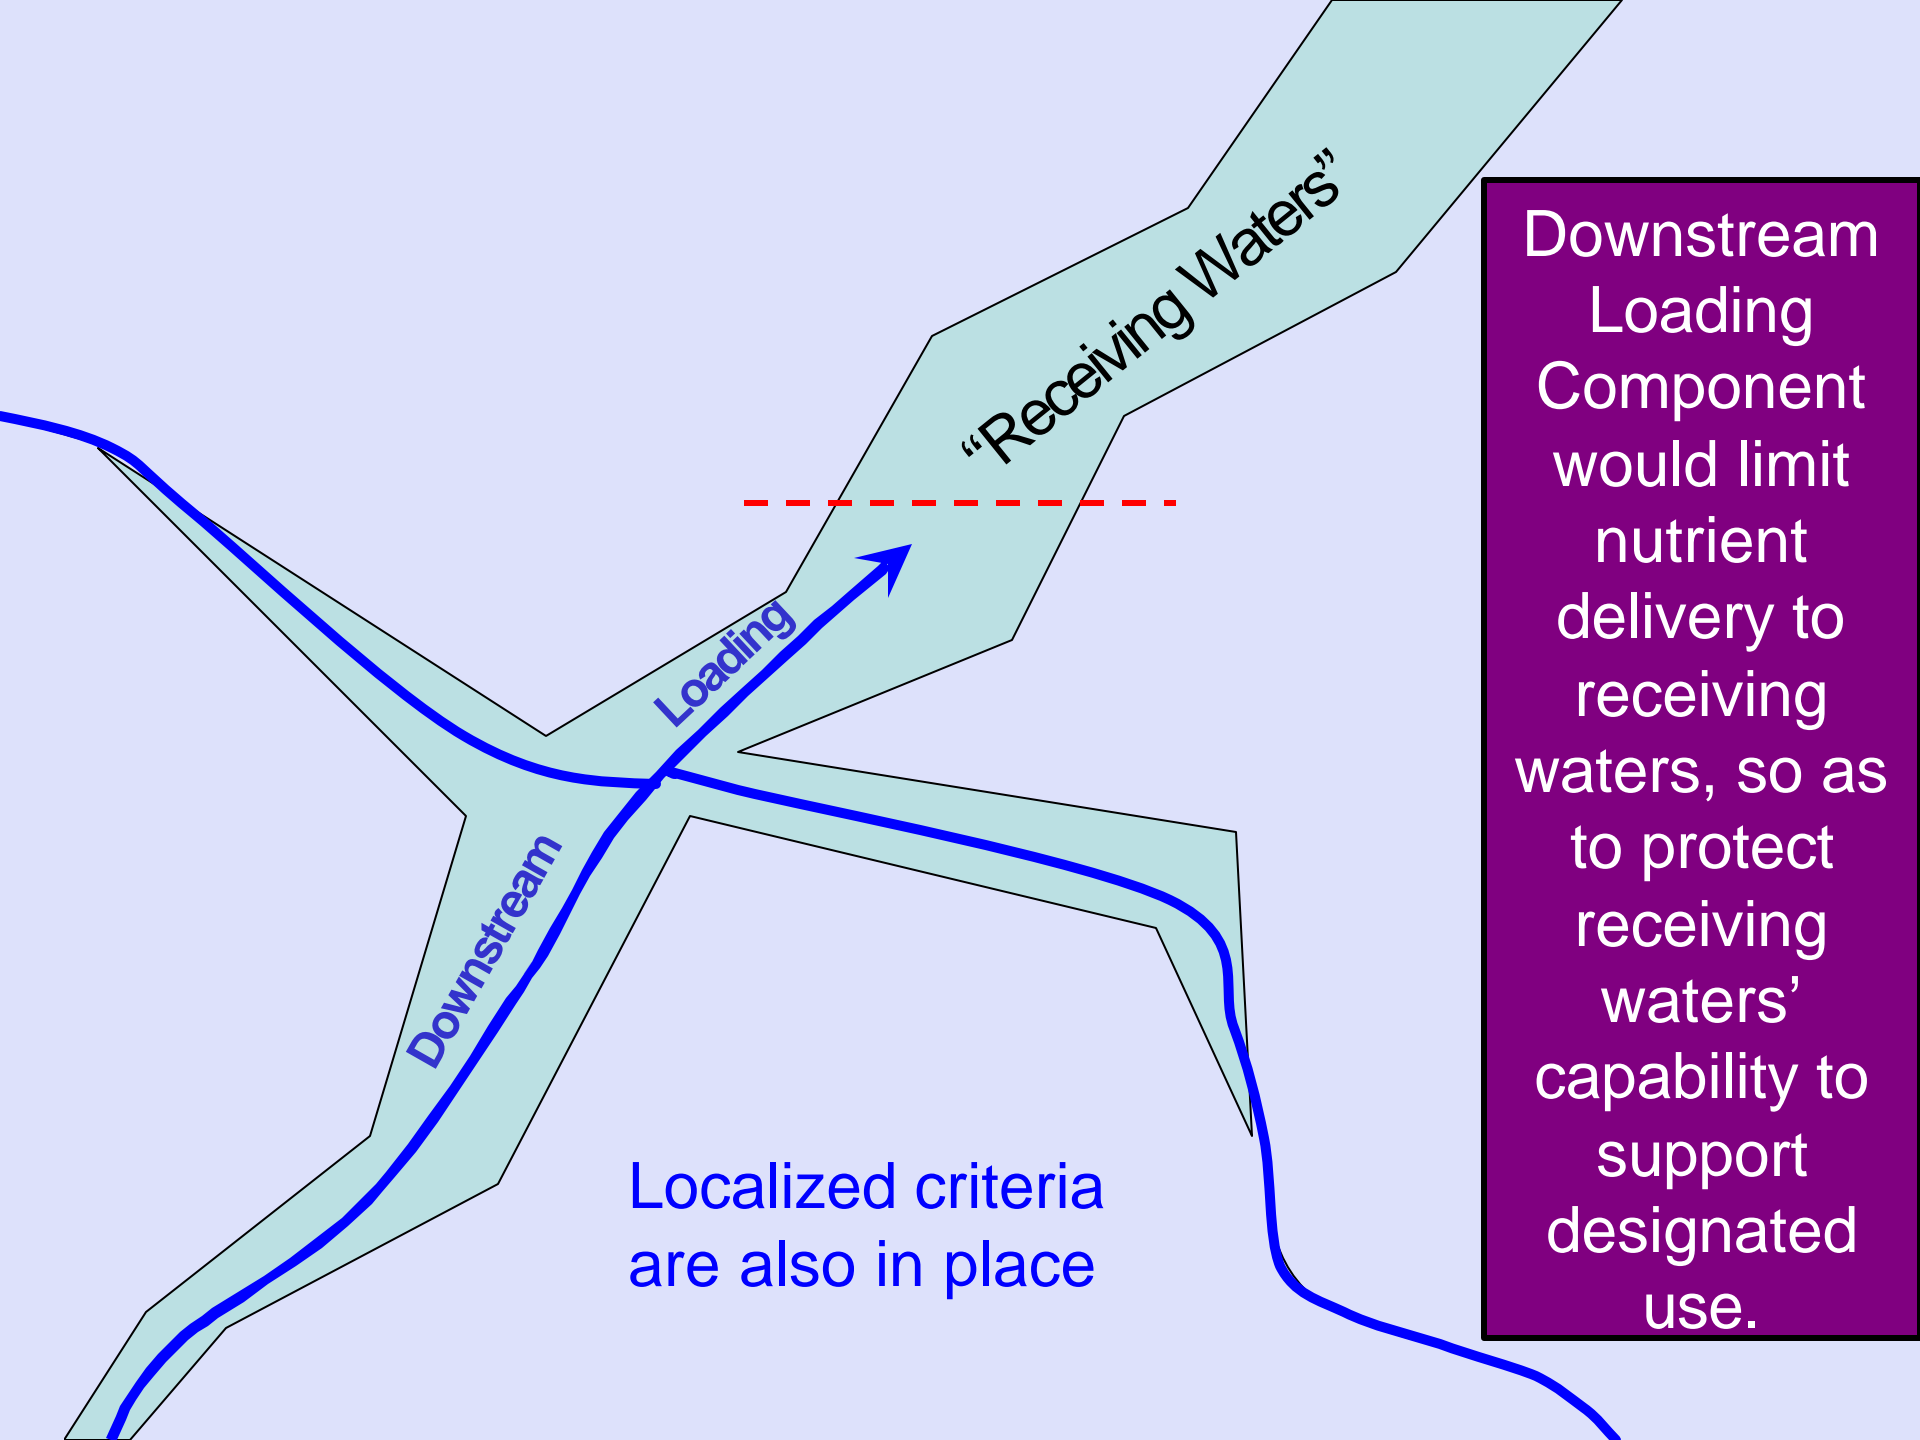 “Receiving Waters”
Loading
Downstream
Localized criteria
are also in place
Downstream
Loading
Component
would limit
nutrient
delivery to
receiving
waters, so as
to protect
receiving
waters’
capability to
support
designated
use.